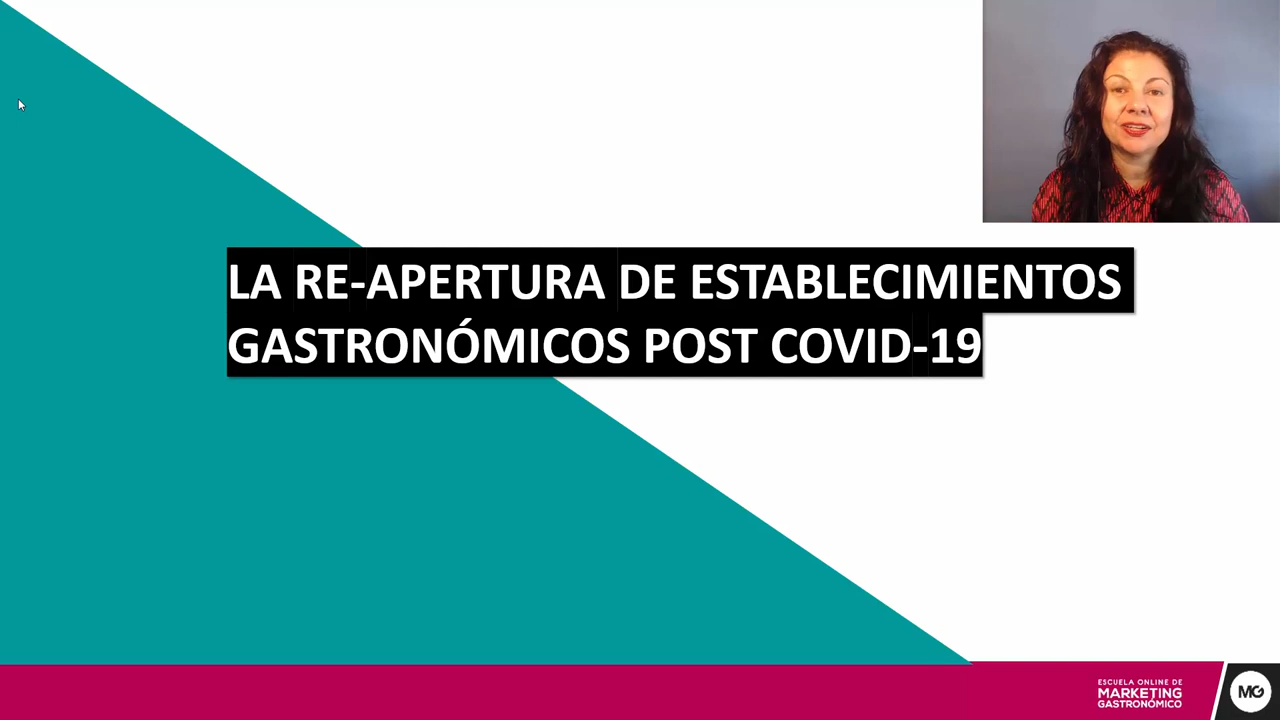 LA RE-APERTURA DE ESTABLECIMIENTOS
GASTRONÓMICOS POST COVID-19
ESCUELA ONLINE DE
MARKETING
GASTRONÓMICO
MG